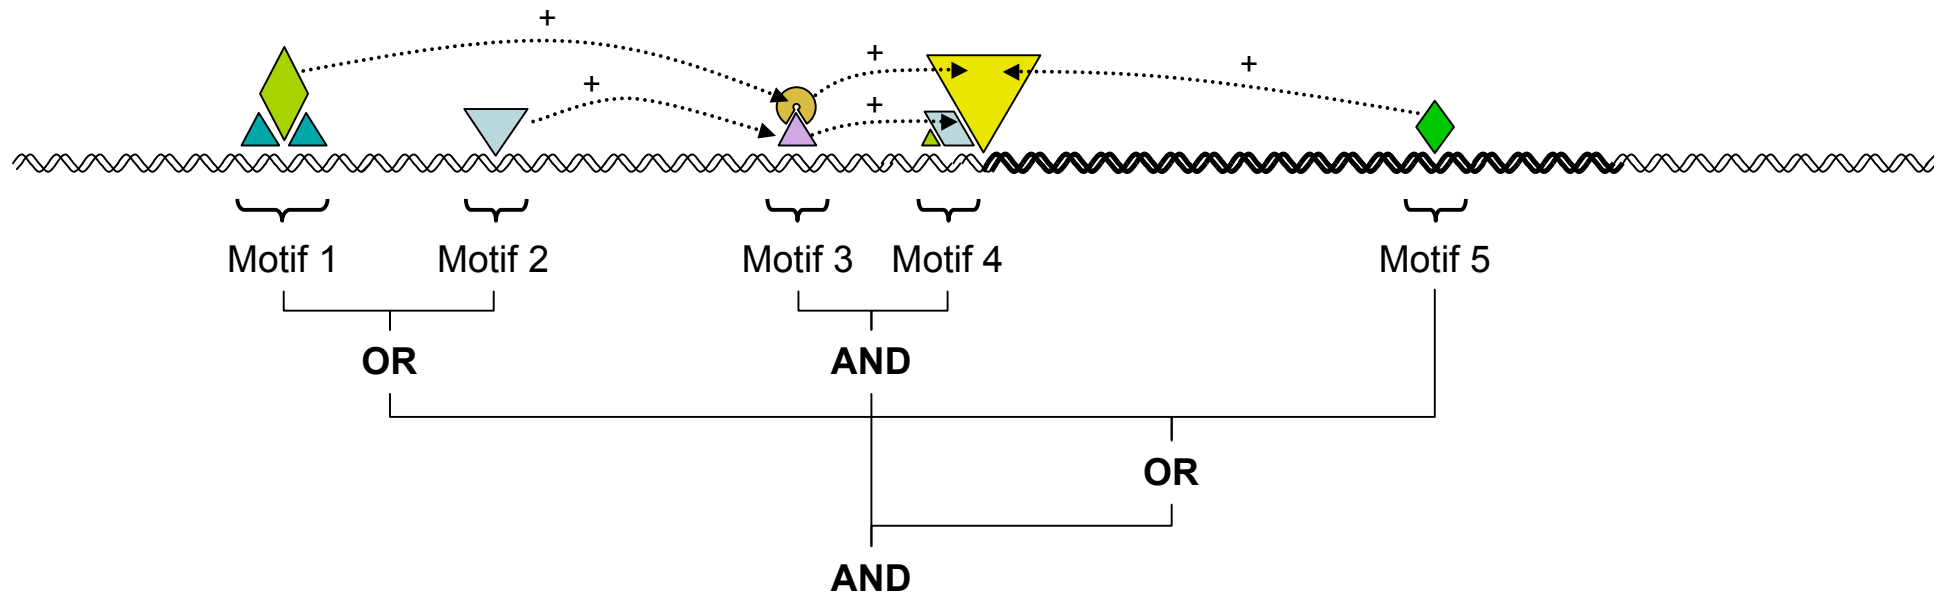 +
+
+
+
+
Motif 1 Motif 2 Motif 3 Motif 4 Motif 5
OR AND
OR
AND